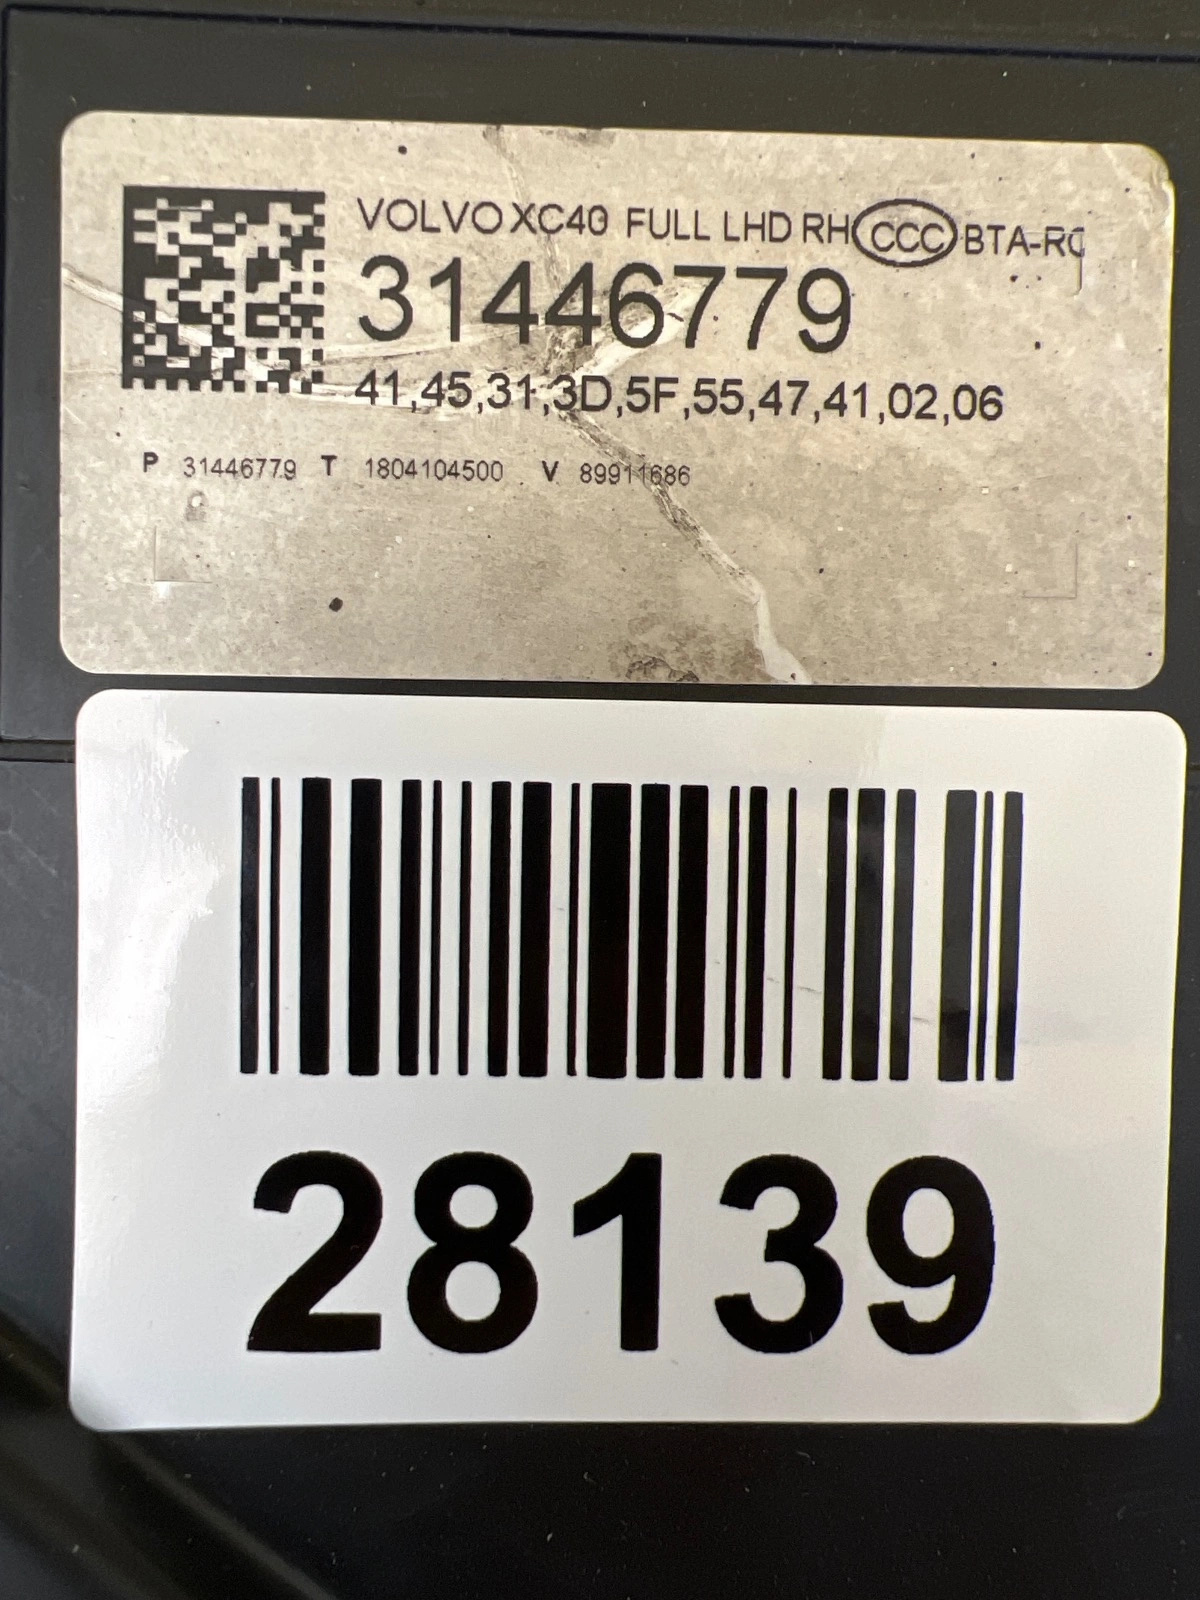 VOLVO XC40 FULL LHD RH CCC BTA-RC
31446779
41,45,31,3D,5F,55,47,41,02,06
P 31446779 T 1804104500 V 89911686
28139